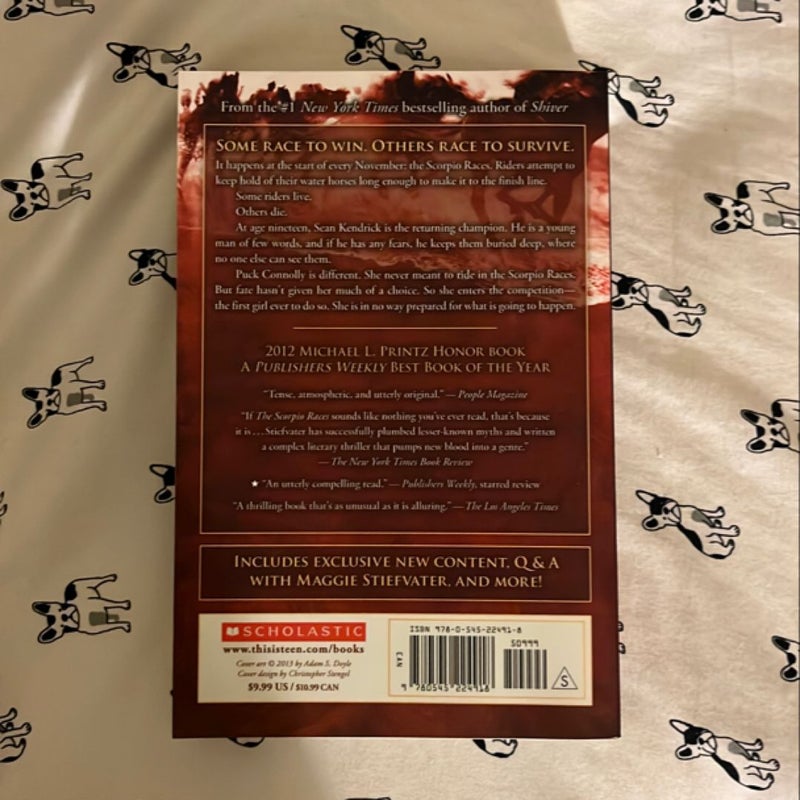 From the #1 New York Times bestselling author of Shiver
SOME RACE TO WIN. OTHERS RACE TO SURVIVE.
It happens at the start of every November: the Scorpio Races. Riders attempt to
keep hold of their water horses long enough to make it to the finish line.
Some riders live.
Others die.
At age nineteen, Sean Kendrick is the returning champion. He is a young
man of few words, and if he has any fears, he keeps them buried deep, where
no one else can see them.
Puck Connolly is different. She never meant to ride in the Scorpio Races.
But fate hasn't given her much of a choice. So she enters the competition—
the first girl ever to do so. She is in no way prepared for what is going to happen.
2012 MICHAEL L. PRINTZ HONOR BOOK
A PUBLISHERS WEEKLY BEST BOOK OF THE YEAR
"Tense, atmospheric, and utterly original." — People Magazine
"If The Scorpio Races sounds like nothing you've ever read, that's because
it is... Stiefvater has successfully plumbed lesser-known myths and written
a complex literary thriller that pumps new blood into a genre."
— The New York Times Book Review
★ "An utterly compelling read." — Publishers Weekly, starred review
"A thrilling book that's as unusual as it is alluring." — The Los Angeles Times
INCLUDES EXCLUSIVE NEW CONTENT, Q & A
WITH MAGGIE STIEFVATER, AND MORE!
SCHOLASTIC
www.thisisteen.com/books
Cover art © 2013 by Adam S. Doyle
Cover design by Christopher Stengel
$9.99 US / $10.99 CAN
ISBN 978-0-545-22491-8
50999
CAN
9 780545 224918
S